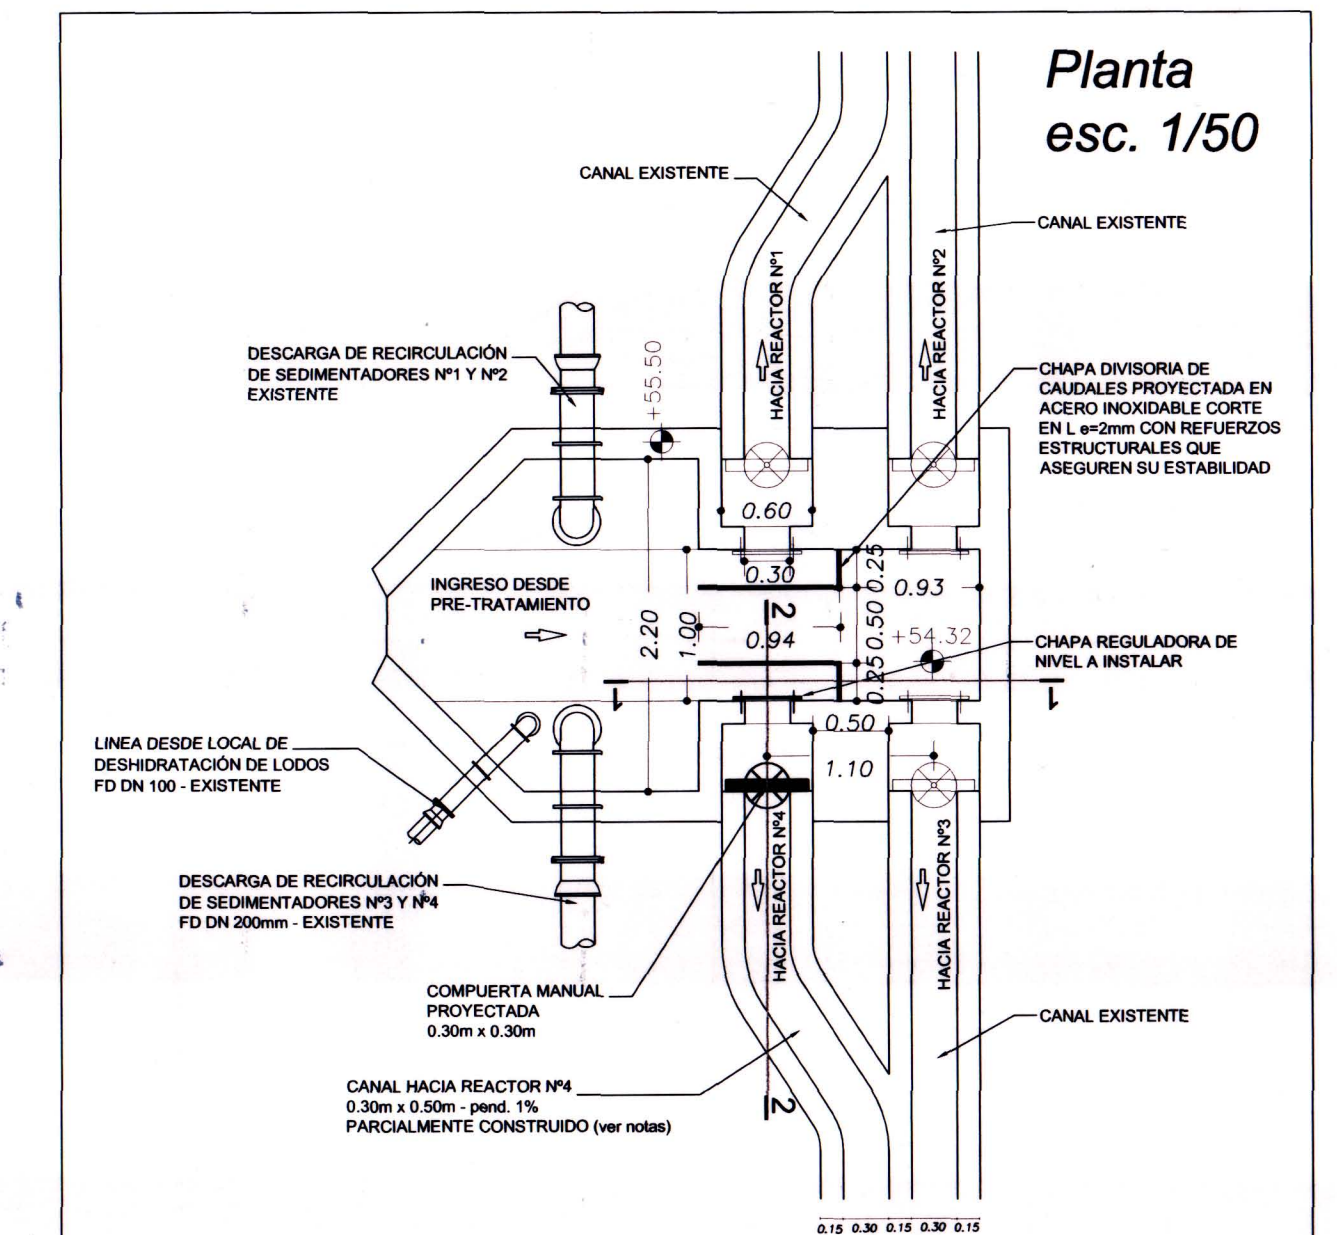 Planta
esc. 1/50
CANAL EXISTENTE
CANAL EXISTENTE
HACIA REACTOR Nº1
HACIA REACTOR Nº2
DESCARGA DE RECIRCULACIÓN
DE SEDIMENTADORES Nº1 Y Nº2
EXISTENTE
+55.50
CHAPA DIVISORIA DE
CAUDALES PROYECTADA EN
ACERO INOXIDABLE CORTE
EN L e=2mm CON REFUERZOS
ESTRUCTURALES QUE
ASEGUREN SU ESTABILIDAD
0.60
0.30
0.25
0.93
INGRESO DESDE
PRE-TRATAMIENTO
2
2.20
1.00
0.94
0.50
+54.32
0.25
CHAPA REGULADORA DE
NIVEL A INSTALAR
1
1
0.50
1.10
LINEA DESDE LOCAL DE
DESHIDRATACIÓN DE LODOS
FD DN 100 - EXISTENTE
HACIA REACTOR Nº4
HACIA REACTOR Nº3
DESCARGA DE RECIRCULACIÓN
DE SEDIMENTADORES Nº3 Y Nº4
FD DN 200mm - EXISTENTE
COMPUERTA MANUAL
PROYECTADA
0.30m x 0.30m
CANAL EXISTENTE
CANAL HACIA REACTOR Nº4
0.30m x 0.50m - pend. 1%
PARCIALMENTE CONSTRUIDO (ver notas)
2
0.15 0.30 0.15 0.30 0.15